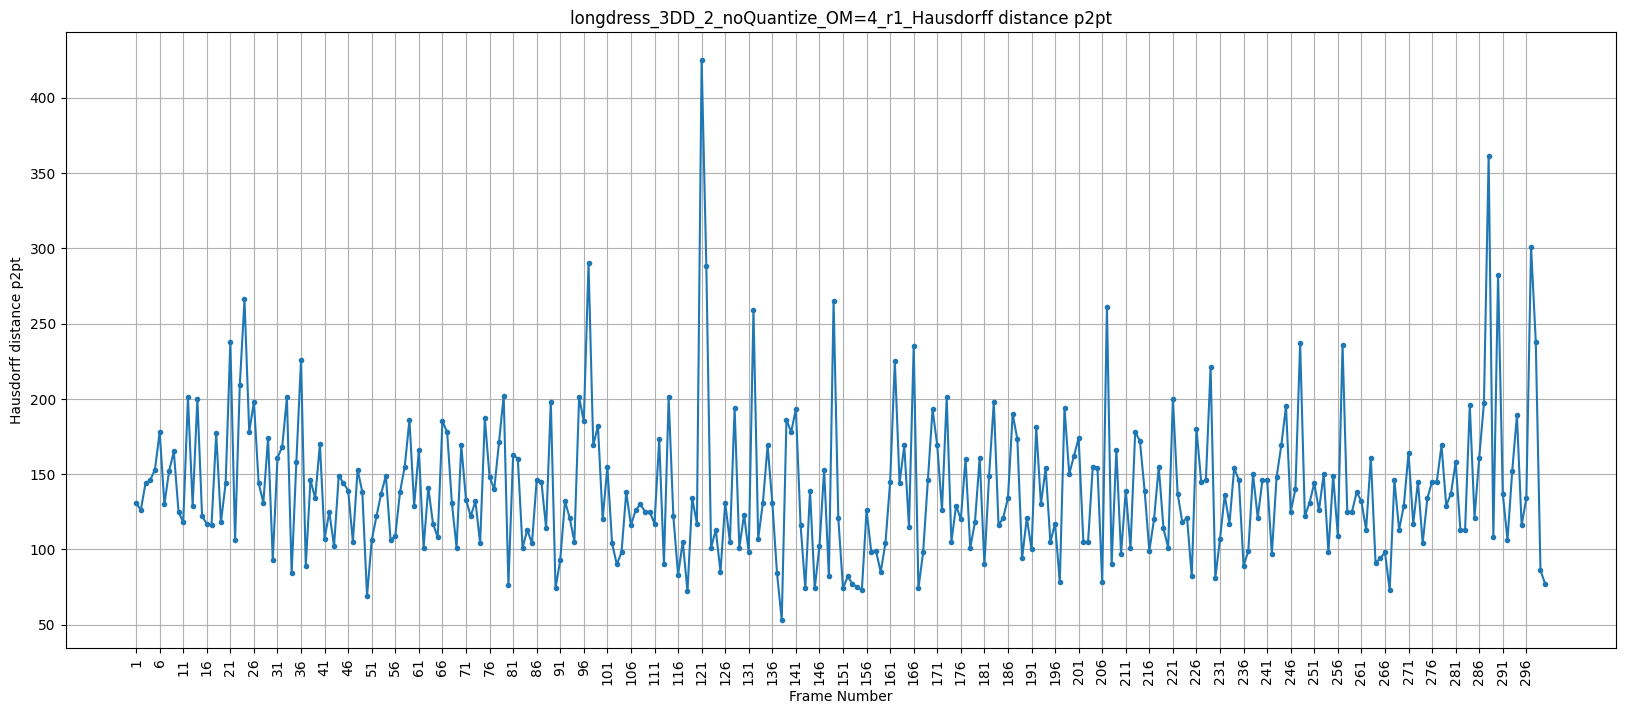 longdress_3DD_2_noQuantize_OM=4_r1_Hausdorff distance p2pt
Hausdorff distance p2pt
400
350
300
250
200
150
100
50
1 6 11 16 21 26 31 36 41 46 51 56 61 66 71 76 81 86 91 96 101 106 111 116 121 126 131 136 141 146 151 156 161 166 171 176 181 186 191 196 201 206 211 216 221 226 231 236 241 246 251 256 261 266 271 276 281 286 291 296
Frame Number